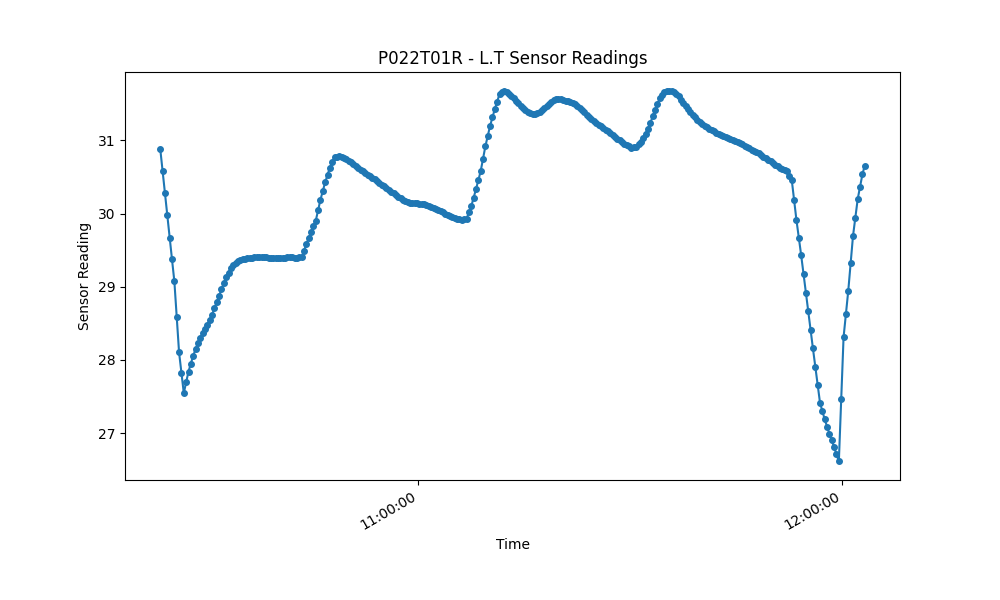 P022T01R - L.T Sensor Readings
Sensor Reading
31
30
29
28
27
11:00:00
12:00:00
Time